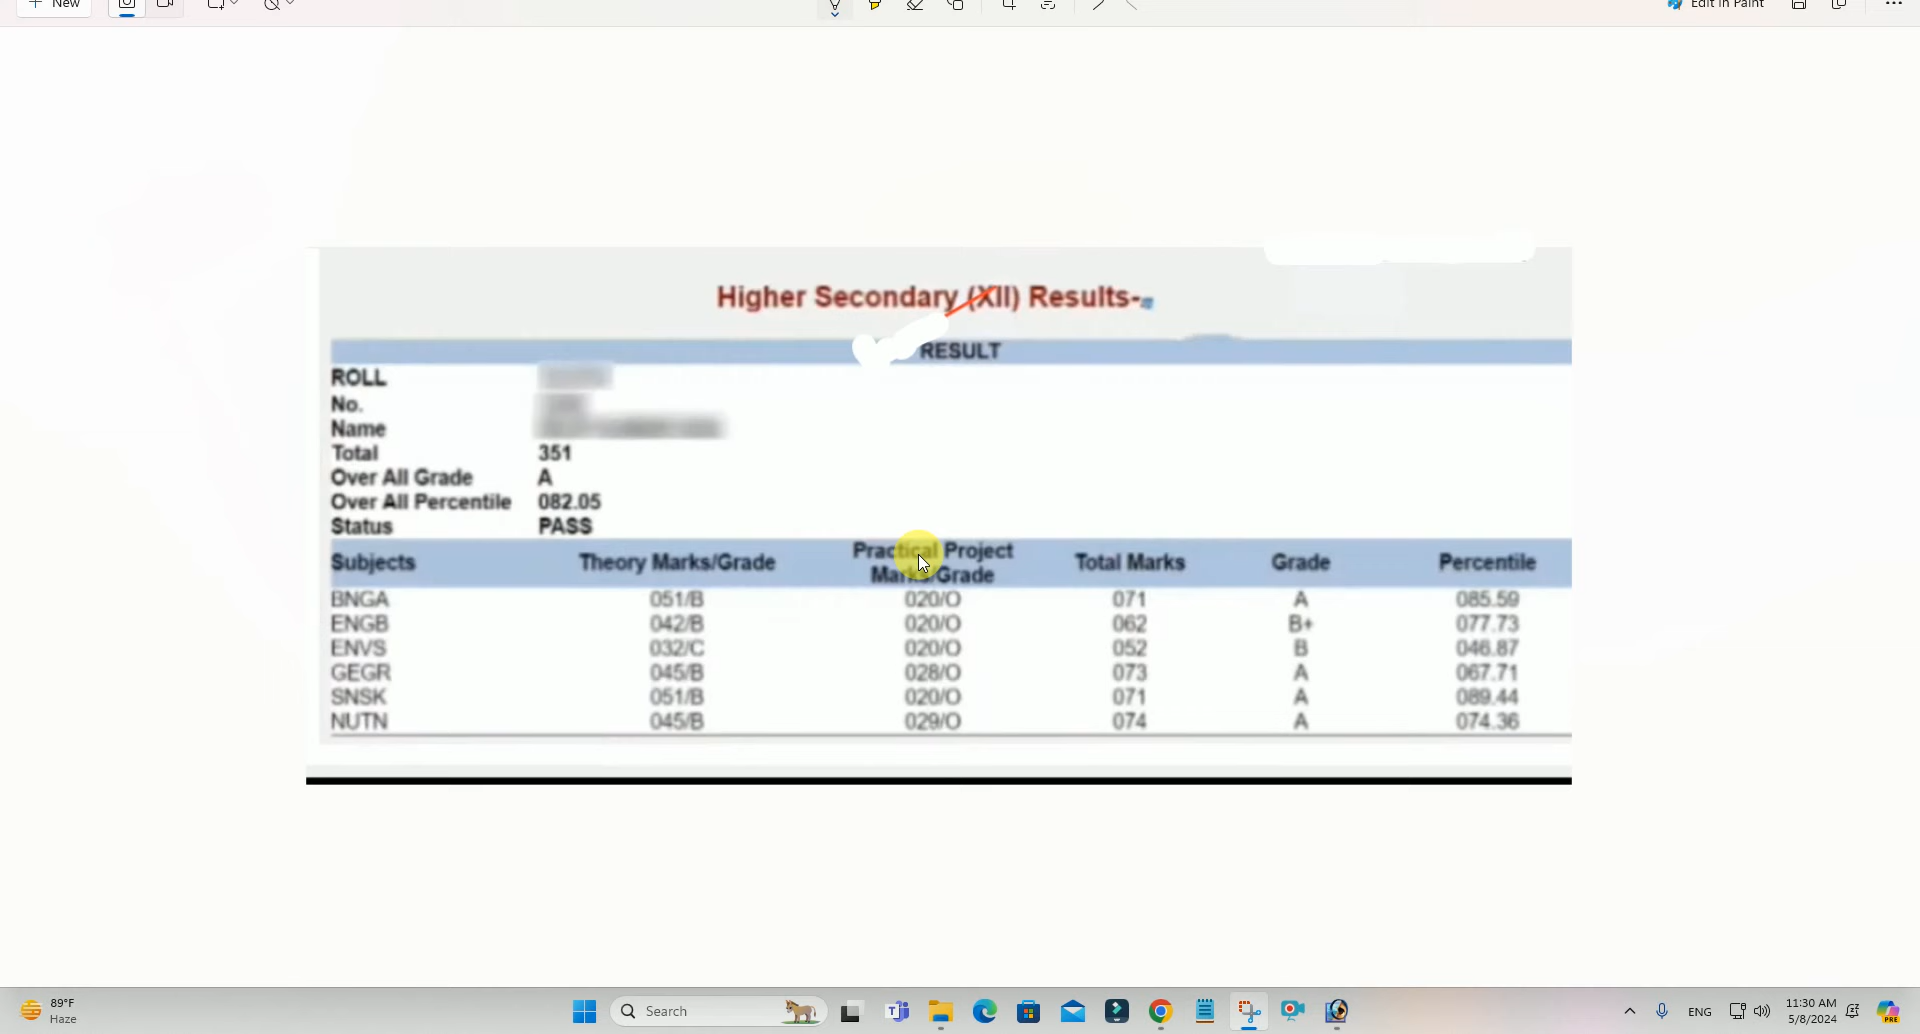 New
Edit in Paint
Higher Secondary (XII) Results-
RESULT
ROLL
No.
Name
Total 351
Over All Grade A
Over All Percentile 082.05
Status PASS
Subjects Theory Marks/Grade Practical Project Marks/Grade Total Marks Grade Percentile
BNGA 051/B 020/O 071 A 085.59
ENGB 042/B 020/O 062 B+ 077.73
ENVS 032/C 020/O 052 B 046.87
GEGR 045/B 028/O 073 A 067.71
SNSK 051/B 020/O 071 A 089.44
NUTN 045/B 029/O 074 A 074.36
89°F
Haze
Search
ENG
11:30 AM
5/8/2024
PRE